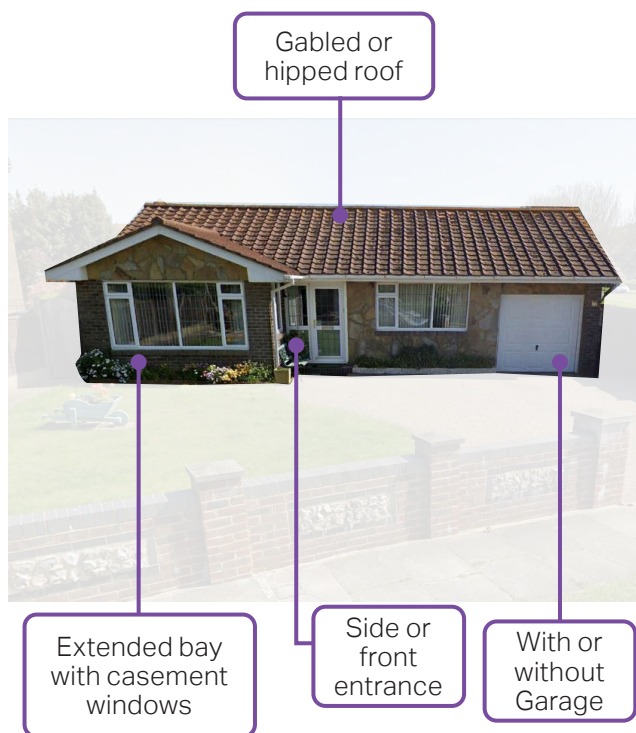 Gabled or
hipped roof
Extended bay
with casement
windows
Side or
front
entrance
With or
without
Garage